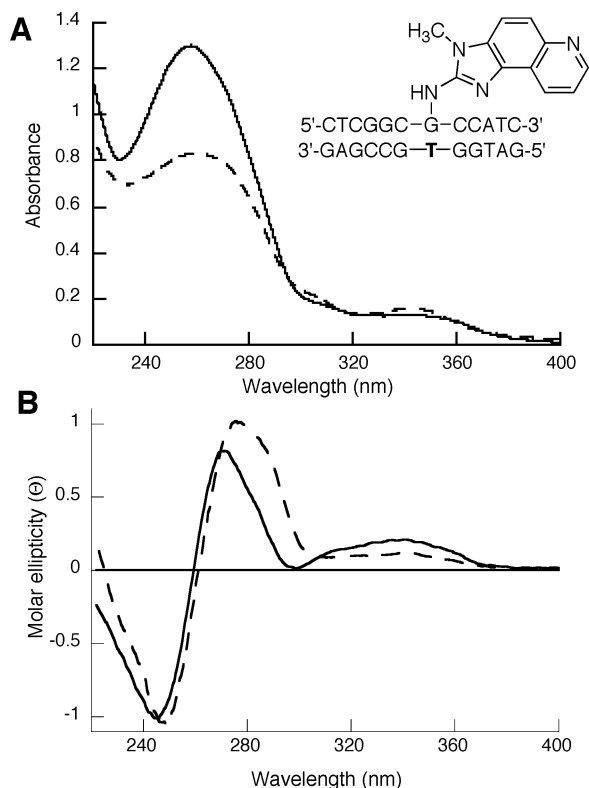 A
1.4
1.2
1
0.8
0.6
0.4
0.2
0
Absorbance
240 280 320 360 400
Wavelength (nm)
H₃C
N
N
N
HN
5'-CTCGGC-G-CCATC-3'
3'-GAGCCG-T-GGTAG-5'
B
1
0.5
0
-0.5
-1
Molar ellipticity (Θ)
240 280 320 360 400
Wavelength (nm)